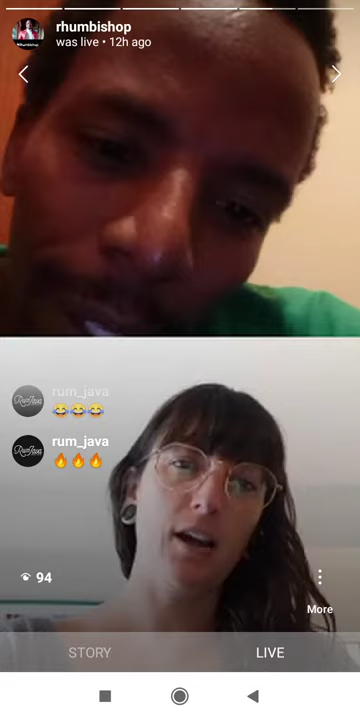 rhumbishop
was live • 12h ago
rum_java
😂😂😂
rum_java
🔥🔥🔥
94
More
STORY
LIVE